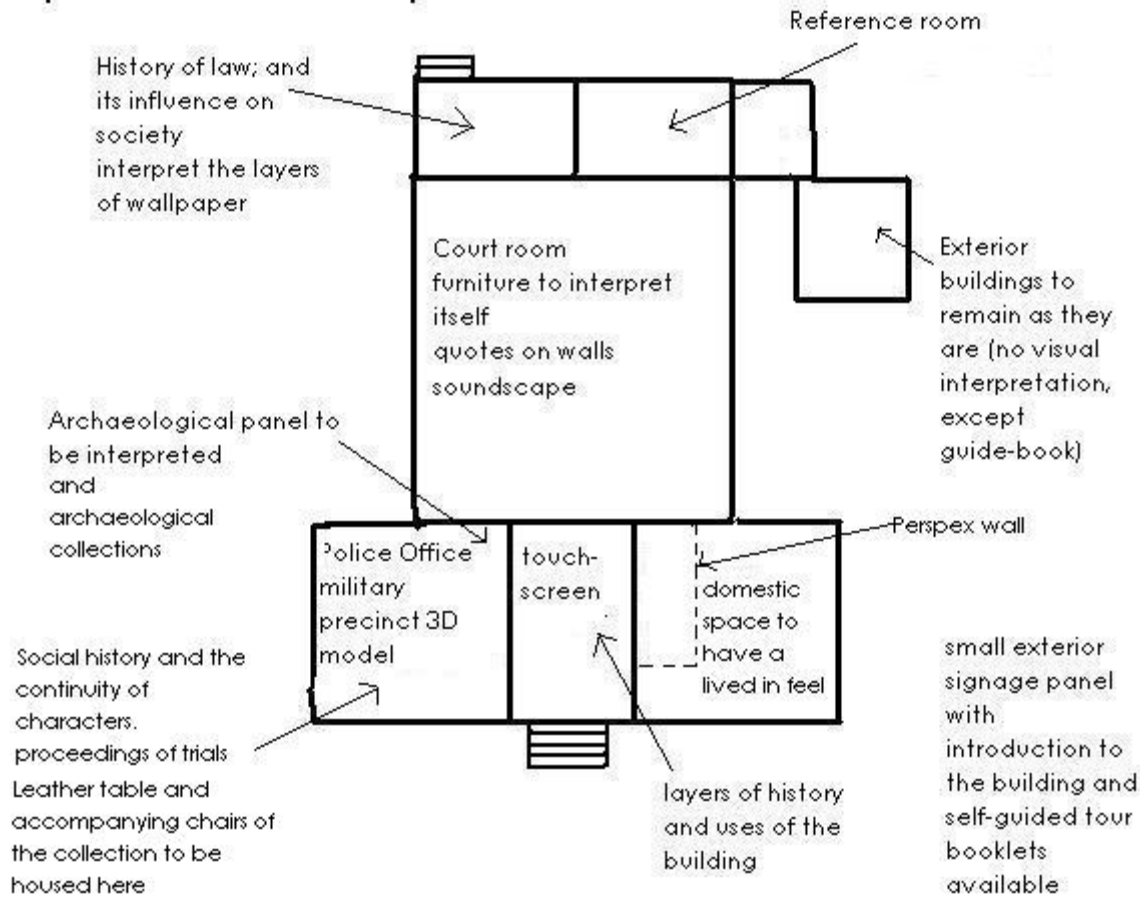 Reference room
History of law; and
its influence on
society
interpret the layers
of wallpaper
Court room
furniture to interpret
itself
quotes on walls
soundscape
Exterior
buildings to
remain as they
are (no visual
interpretation,
except
guide-book)
Archaeological panel to
be interpreted
and
archaeological
collections
Perspex wall
Police Office
military
precinct 3D
model
touch-
screen
domestic
space to
have a
lived in feel
Social history and the
continuity of
characters.
proceedings of trials
Leather table and
accompanying chairs of
the collection to be
housed here
layers of history
and uses of the
building
small exterior
signage panel
with
introduction to
the building and
self-guided tour
booklets
available